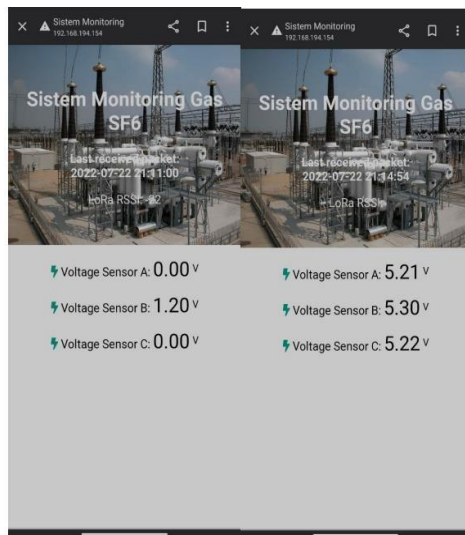 Sistem Monitoring
192.168.194.154
Sistem Monitoring Gas
SF6
Last received packet:
2022-07-22 21:11:00
LoRa RSSI:
Voltage Sensor A: 0.00 V
Voltage Sensor B: 1.20 V
Voltage Sensor C: 0.00 V
Sistem Monitoring
192.168.194.154
Sistem Monitoring Gas
SF6
Last received packet:
2022-07-22 21:14:54
LoRa RSSI:
Voltage Sensor A: 5.21 V
Voltage Sensor B: 5.30 V
Voltage Sensor C: 5.22 V